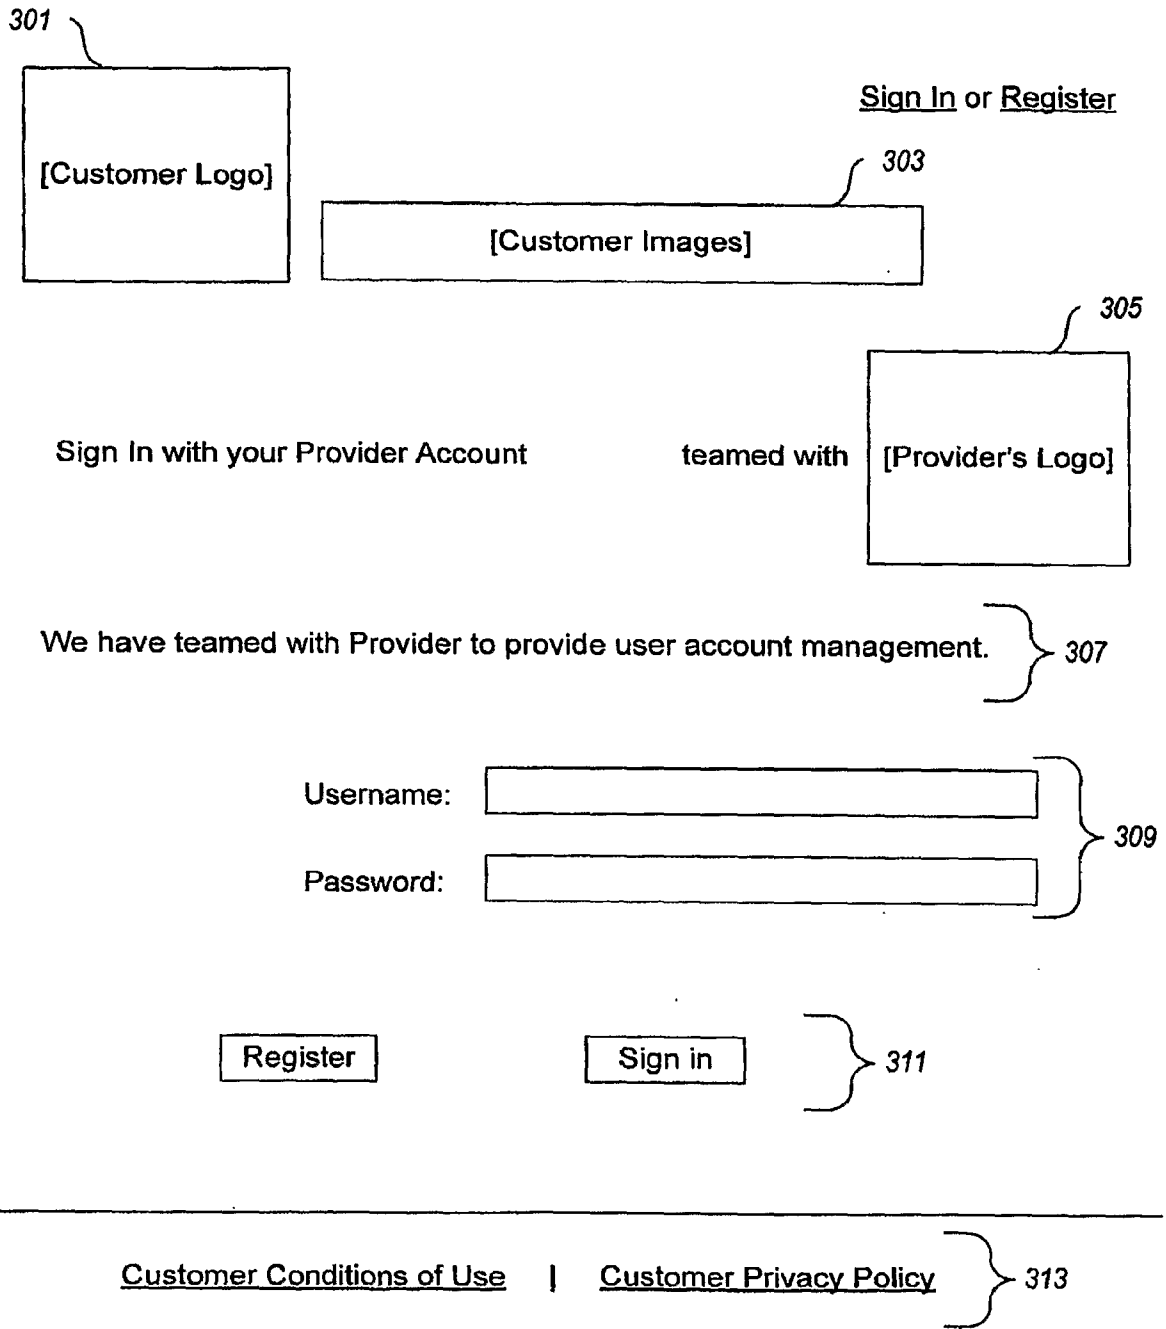 301
Sign In or Register
[Customer Logo]
303
[Customer Images]
305
Sign In with your Provider Account teamed with [Provider's Logo]
We have teamed with Provider to provide user account management. 307
Username:
309
Password:
Register Sign in 311
Customer Conditions of Use | Customer Privacy Policy 313